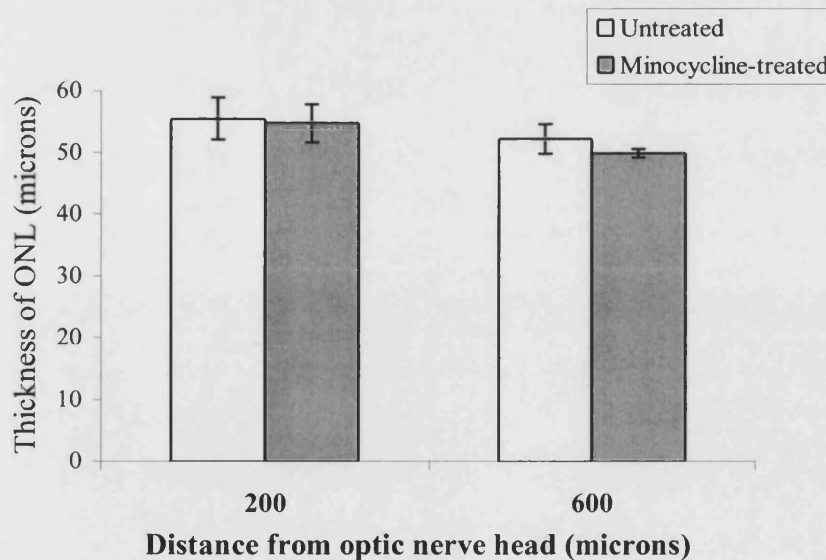 Untreated
Minocycline-treated
Thickness of ONL (microns)
60
50
40
30
20
10
0
200
600
Distance from optic nerve head (microns)